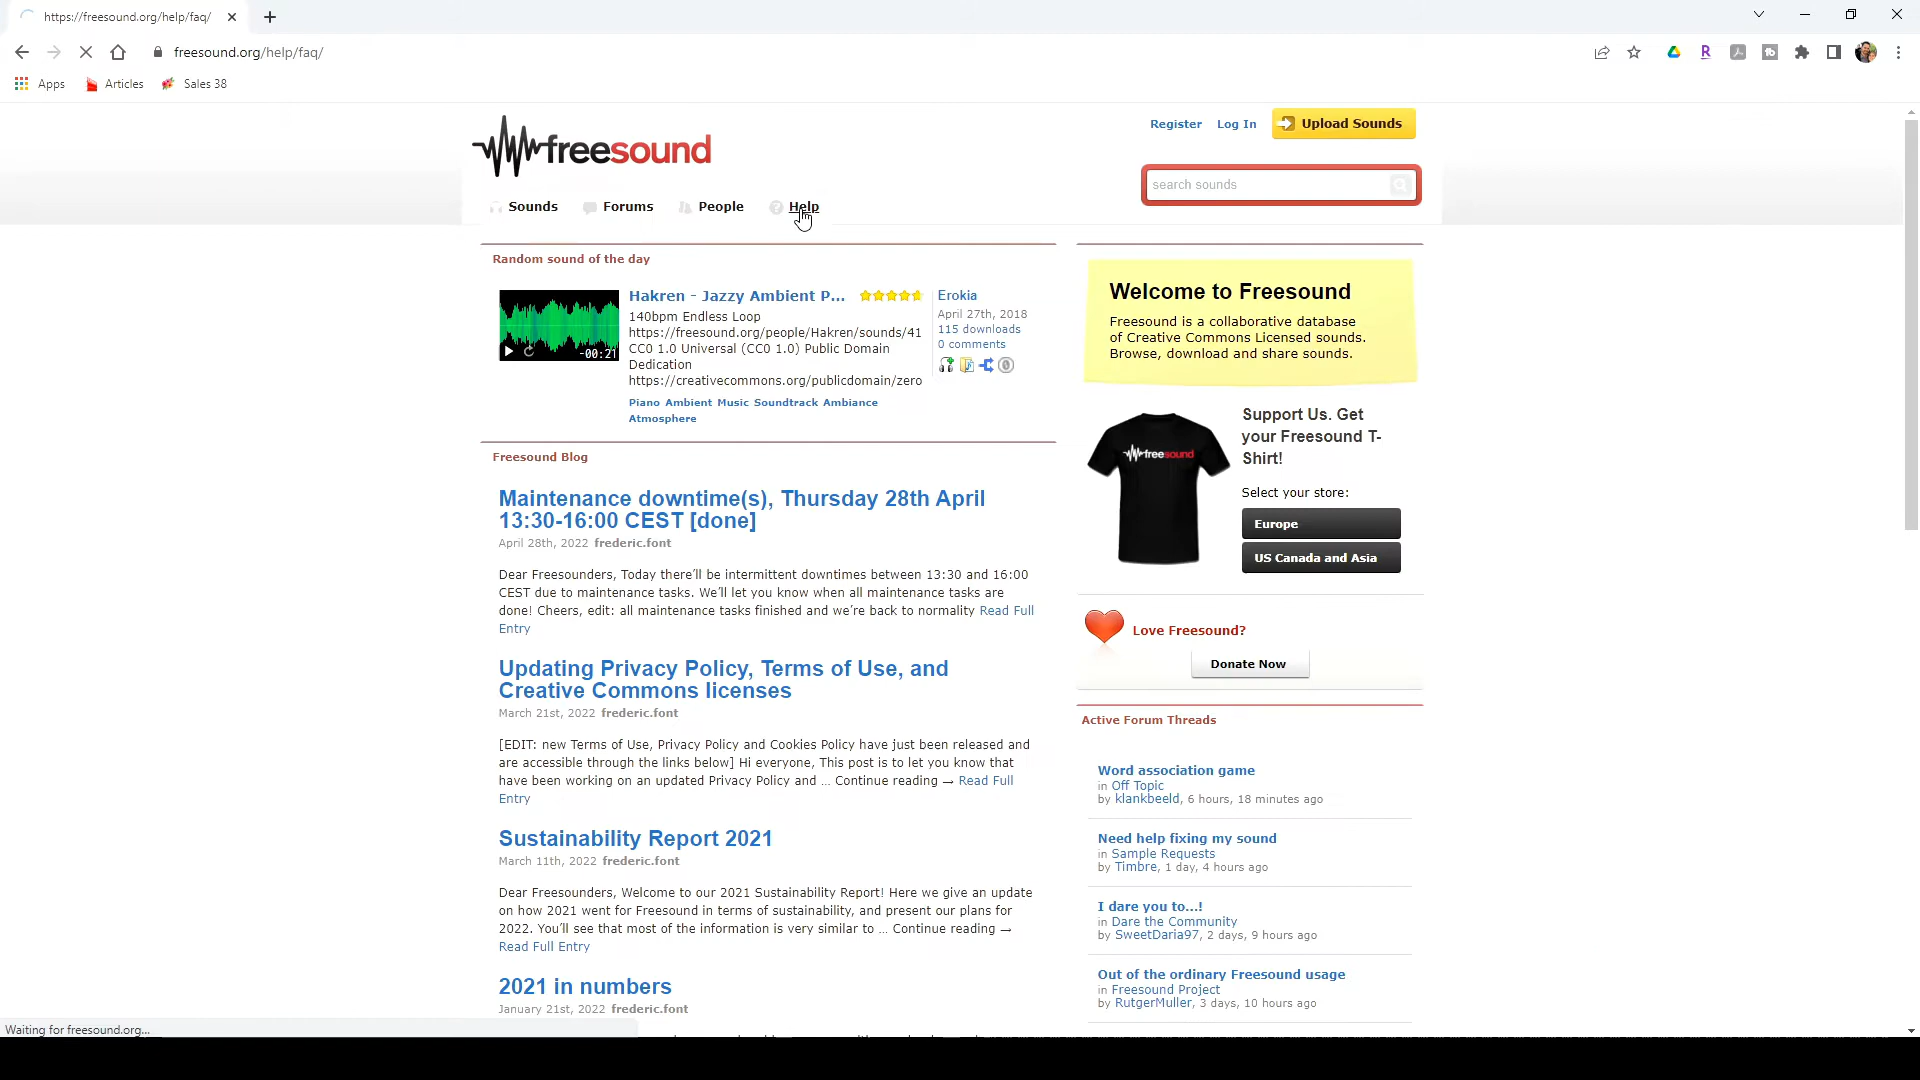 https://freesound.org/help/faq/
freesound.org/help/faq/
Apps Articles Sales 38
Register Log In Upload Sounds
freesound
search sounds
Sounds Forums People Help
Random sound of the day
Hakren - Jazzy Ambient P...
140bpm Endless Loop
https://freesound.org/people/Hakren/sounds/41
CC0 1.0 Universal (CC0 1.0) Public Domain
Dedication
https://creativecommons.org/publicdomain/zero
-00:21
Piano Ambient Music Soundtrack Ambiance
Atmosphere
Erokia
April 27th, 2018
115 downloads
0 comments
Freesound Blog
Maintenance downtime(s), Thursday 28th April
13:30-16:00 CEST [done]
April 28th, 2022 frederic.font
Dear Freesounders, Today there'll be intermittent downtimes between 13:30 and 16:00
CEST due to maintenance tasks. We'll let you know when all maintenance tasks are
done! Cheers, edit: all maintenance tasks finished and we're back to normality Read Full
Entry
Updating Privacy Policy, Terms of Use, and
Creative Commons licenses
March 21st, 2022 frederic.font
[EDIT: new Terms of Use, Privacy Policy and Cookies Policy have just been released and
are accessible through the links below] Hi everyone, This post is to let you know that
have been working on an updated Privacy Policy and ... Continue reading → Read Full
Entry
Sustainability Report 2021
March 11th, 2022 frederic.font
Dear Freesounders, Welcome to our 2021 Sustainability Report! Here we give an update
on how 2021 went for Freesound in terms of sustainability, and present our plans for
2022. You'll see that most of the information is very similar to ... Continue reading →
Read Full Entry
2021 in numbers
January 21st, 2022 frederic.font
Welcome to Freesound
Freesound is a collaborative database
of Creative Commons Licensed sounds.
Browse, download and share sounds.
freesound
Support Us. Get
your Freesound T-
Shirt!
Select your store:
Europe
US Canada and Asia
Love Freesound?
Donate Now
Active Forum Threads
Word association game
in Off Topic
by klankbeeld, 6 hours, 18 minutes ago
Need help fixing my sound
in Sample Requests
by Timbre, 1 day, 4 hours ago
I dare you to...!
in Dare the Community
by SweetDaria97, 2 days, 9 hours ago
Out of the ordinary Freesound usage
in Freesound Project
by RutgerMuller, 3 days, 10 hours ago
Waiting for freesound.org...